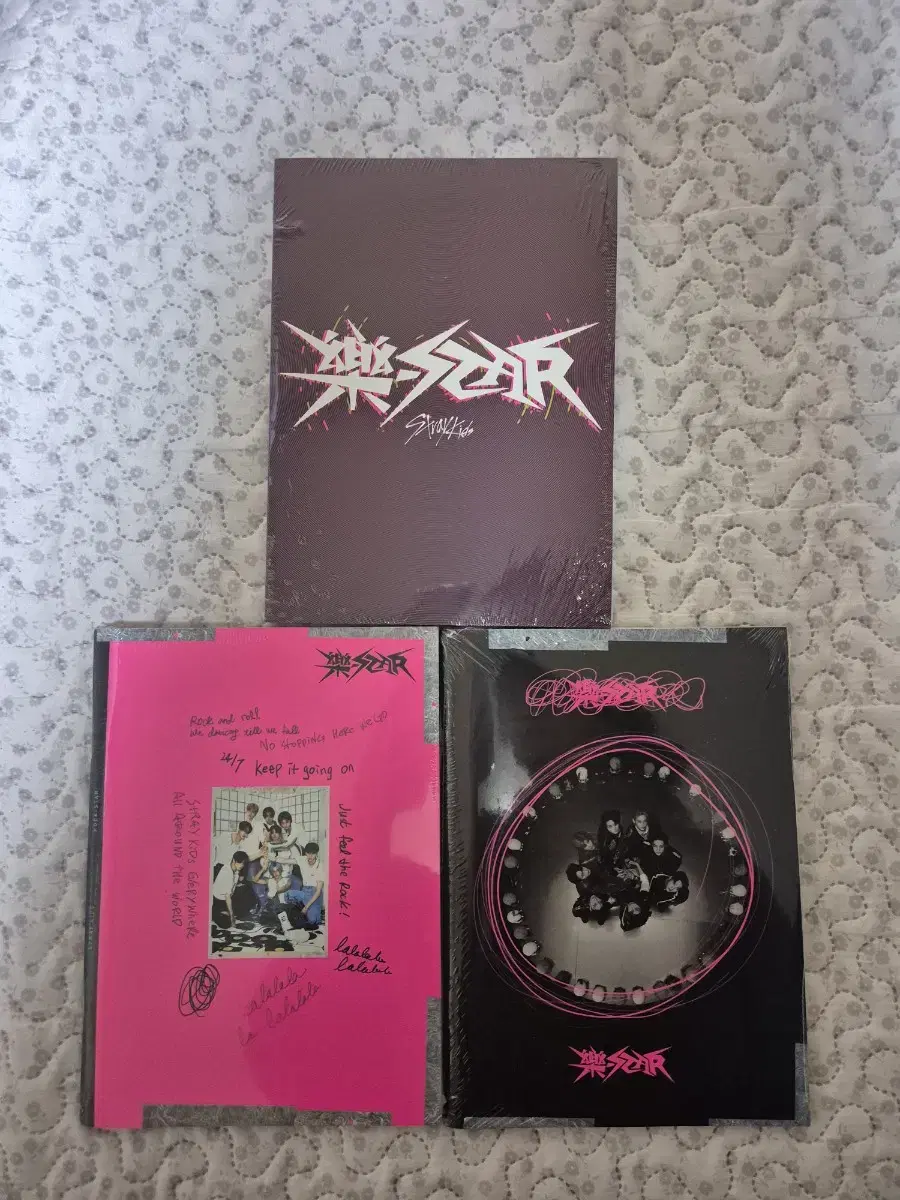 樂-STAR
Stray Kids
樂-STAR
Rock and roll
We dancing till we fall
No stopping Here We Go
24/7 keep it going on
STRAY KIDS EVERYWHERE
All AROUND THE WORLD
Just feel the Rock!
lalalala
lalalala
lalalala
La lalalala
樂-STAR
樂-STAR